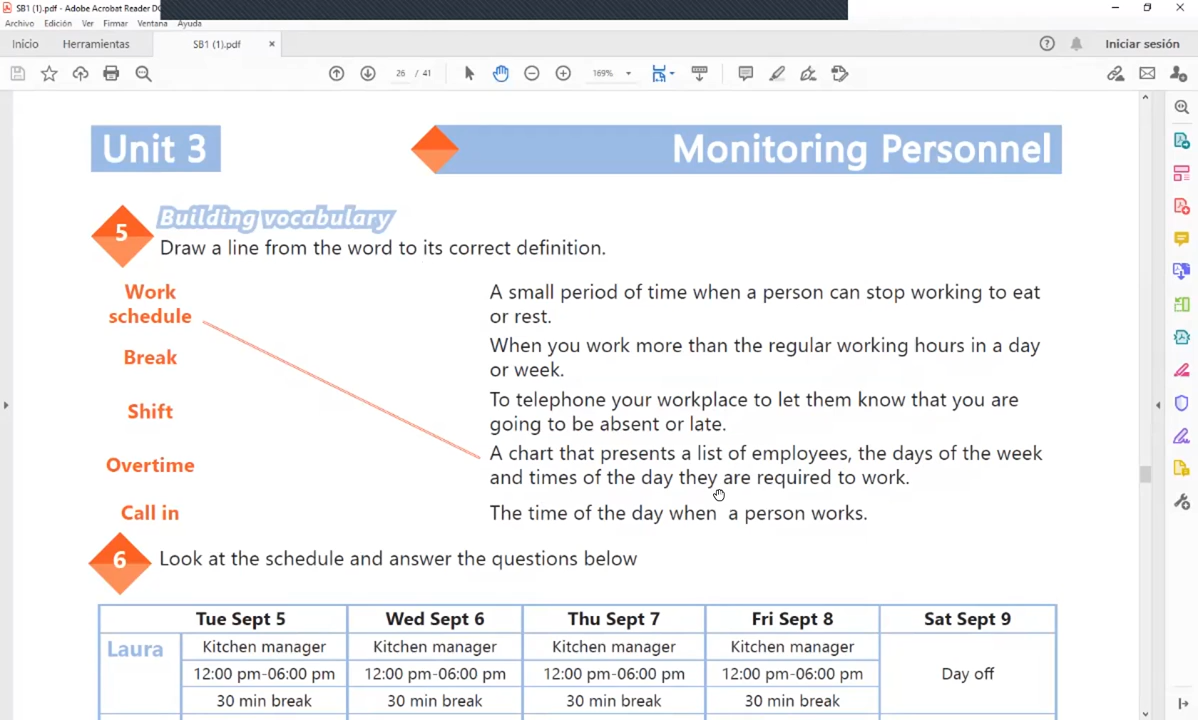 SB1 (1).pdf - Adobe Acrobat Reader DC
Archivo Edición Ver Firmar Ventana Ayuda
Inicio Herramientas SB1 (1).pdf × Iniciar sesión
26 / 41 169%
Unit 3 Monitoring Personnel
5 Building vocabulary
Draw a line from the word to its correct definition.
Work
schedule
Break
Shift
Overtime
Call in
A small period of time when a person can stop working to eat
or rest.
When you work more than the regular working hours in a day
or week.
To telephone your workplace to let them know that you are
going to be absent or late.
A chart that presents a list of employees, the days of the week
and times of the day they are required to work.
The time of the day when a person works.
6 Look at the schedule and answer the questions below
Tue Sept 5 Wed Sept 6 Thu Sept 7 Fri Sept 8 Sat Sept 9
Laura Kitchen manager Kitchen manager Kitchen manager Kitchen manager
12:00 pm-06:00 pm 12:00 pm-06:00 pm 12:00 pm-06:00 pm 12:00 pm-06:00 pm Day off
30 min break 30 min break 30 min break 30 min break